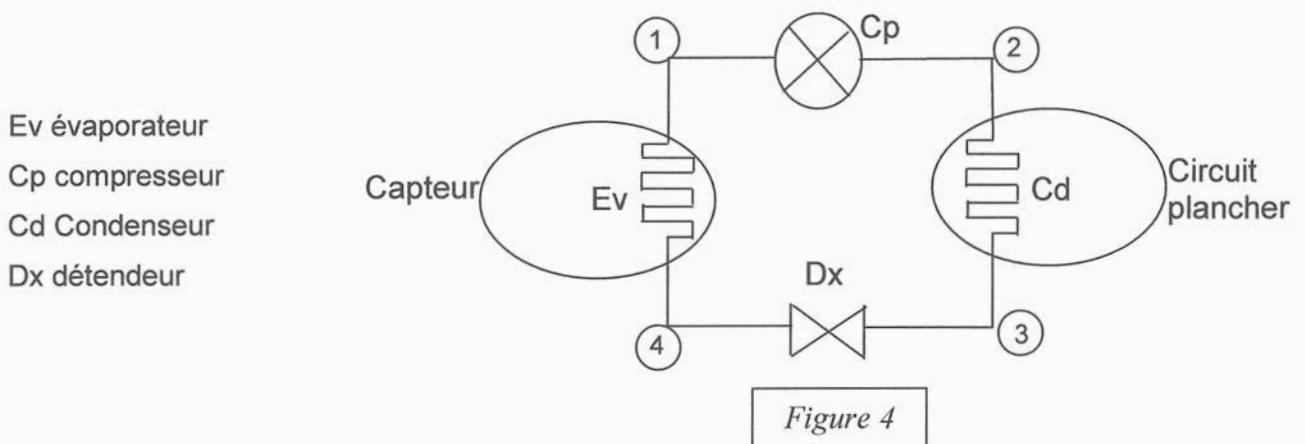 1
Cp
2
Ev évaporateur
Cp compresseur
Cd Condenseur
Dx détendeur
Capteur
Ev
Cd
Circuit
plancher
Dx
4
3
Figure 4